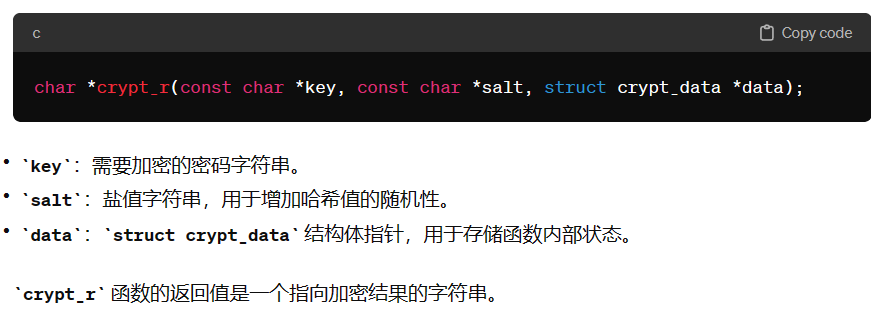 c
Copy code
char *crypt_r(const char *key, const char *salt, struct crypt_data *data);
• `key`：需要加密的密码字符串。
• `salt`：盐值字符串，用于增加哈希值的随机性。
• `data`：`struct crypt_data` 结构体指针，用于存储函数内部状态。
`crypt_r` 函数的返回值是一个指向加密结果的字符串。